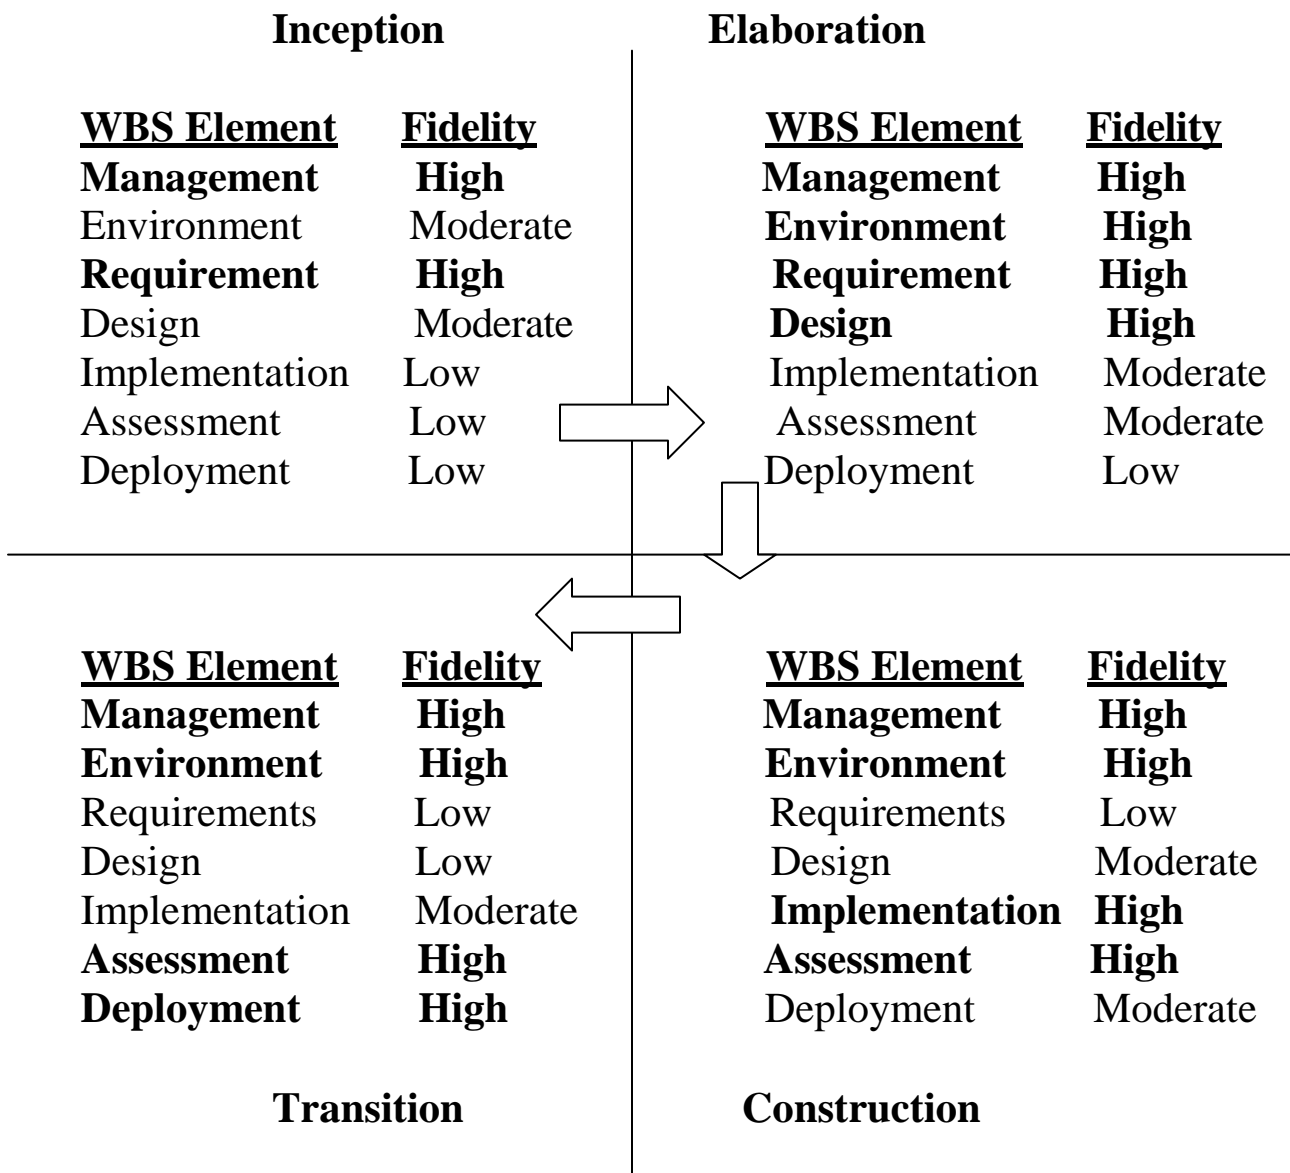 Inception
WBS Element Fidelity
Management High
Environment Moderate
Requirement High
Design Moderate
Implementation Low
Assessment Low
Deployment Low
Elaboration
WBS Element Fidelity
Management High
Environment High
Requirement High
Design High
Implementation Moderate
Assessment Moderate
Deployment Low
WBS Element Fidelity
Management High
Environment High
Requirements Low
Design Low
Implementation Moderate
Assessment High
Deployment High
Transition
WBS Element Fidelity
Management High
Environment High
Requirements Low
Design Moderate
Implementation High
Assessment High
Deployment Moderate
Construction